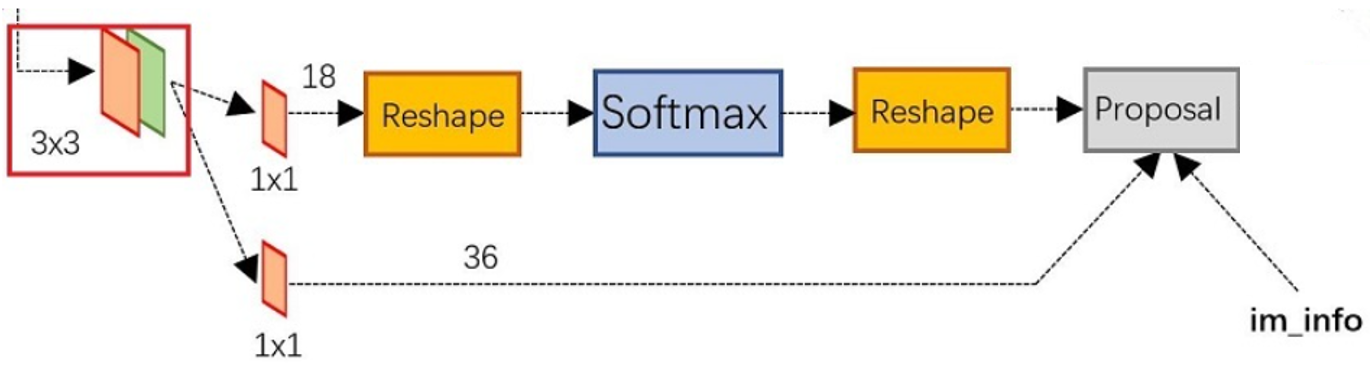 3x3
18
1x1
Reshape
Softmax
Reshape
Proposal
36
1x1
im_info